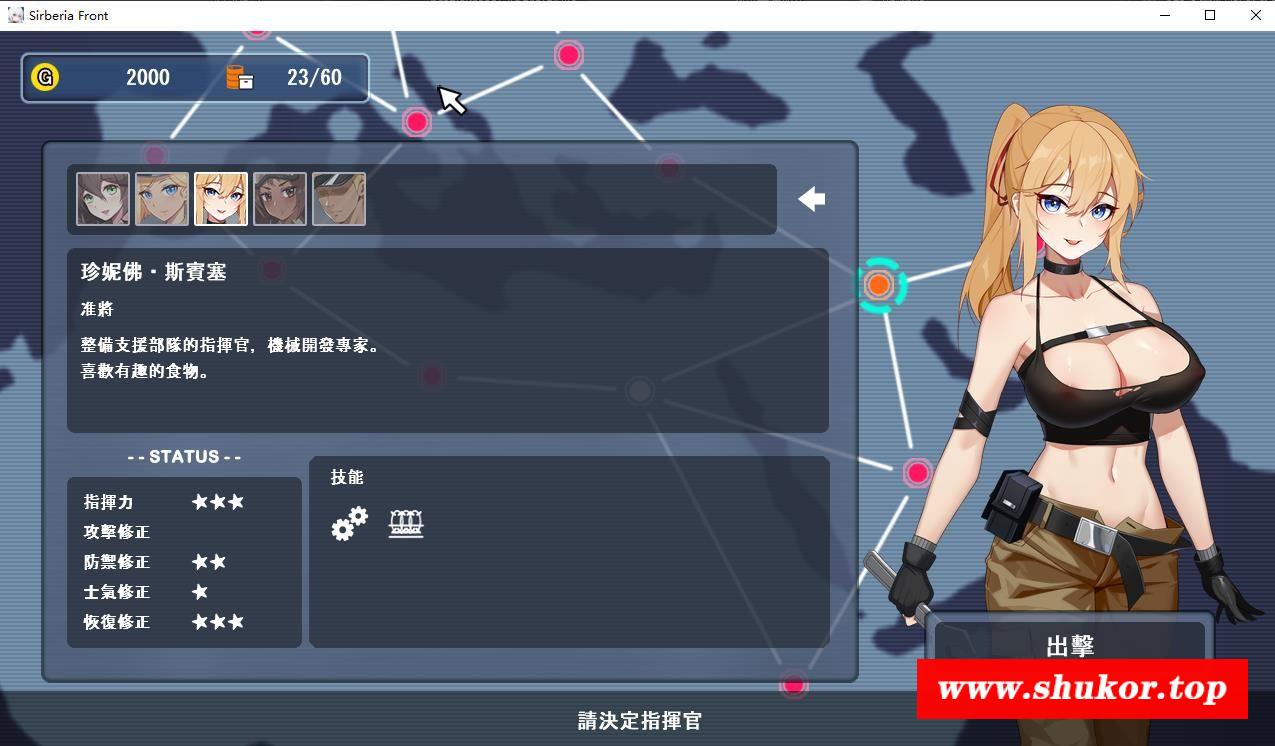 Sirberia Front
G 2000 23/60
珍妮佛·斯賓塞
准將
整備支援部隊的指揮官，機械開發專家。
喜歡有趣的食物。
--STATUS--
指揮力 ★★★
攻擊修正
防禦修正 ★★
士氣修正 ★
恢復修正 ★★★
技能
出擊
www.shukor.top
請決定指揮官